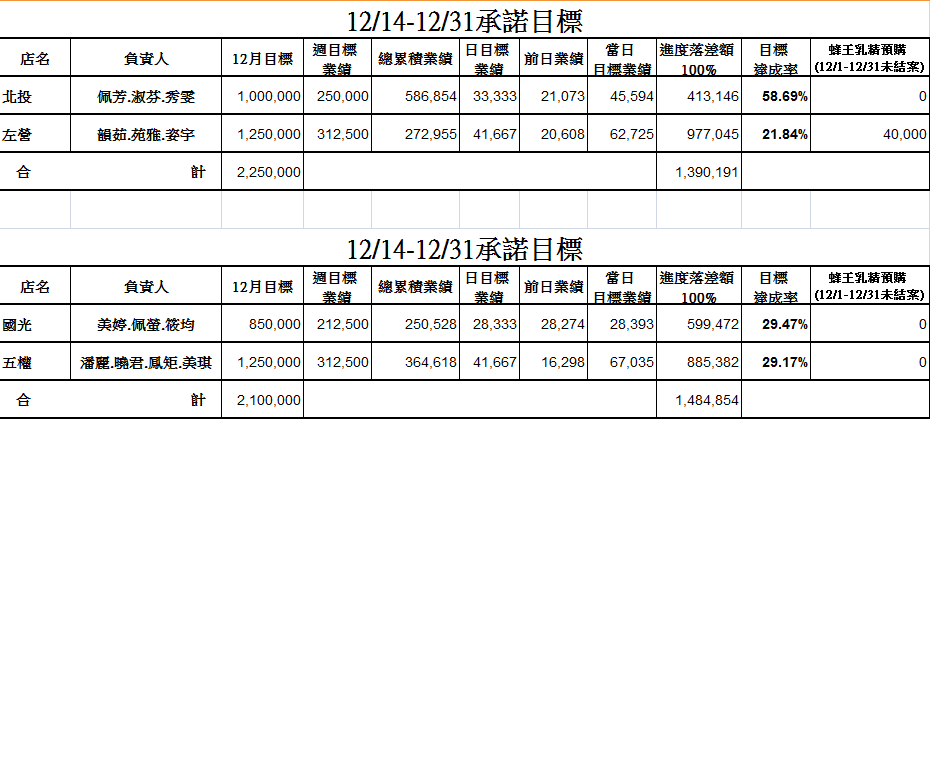 12/14-12/31承諾目標
店名 負責人 12月目標 週目標業績 總累積業績 日目標業績 前日業績 當日目標業績 進度落差額100% 目標達成率 蜂王乳精預購(12/1-12/31未結案)
北投 佩芳.淑芬.秀雯 1,000,000 250,000 586,854 33,333 21,073 45,594 413,146 58.69% 0
左營 韻茹.苑雅.姿宇 1,250,000 312,500 272,955 41,667 20,608 62,725 977,045 21.84% 40,000
合 計 2,250,000 1,390,191
12/14-12/31承諾目標
店名 負責人 12月目標 週目標業績 總累積業績 日目標業績 前日業績 當日目標業績 進度落差額100% 目標達成率 蜂王乳精預購(12/1-12/31未結案)
國光 美婷.佩螢.筱均 850,000 212,500 250,528 28,333 28,274 28,393 599,472 29.47% 0
五權 潘麗.曉君.鳳矩.美琪 1,250,000 312,500 364,618 41,667 16,298 67,035 885,382 29.17% 0
合 計 2,100,000 1,484,854